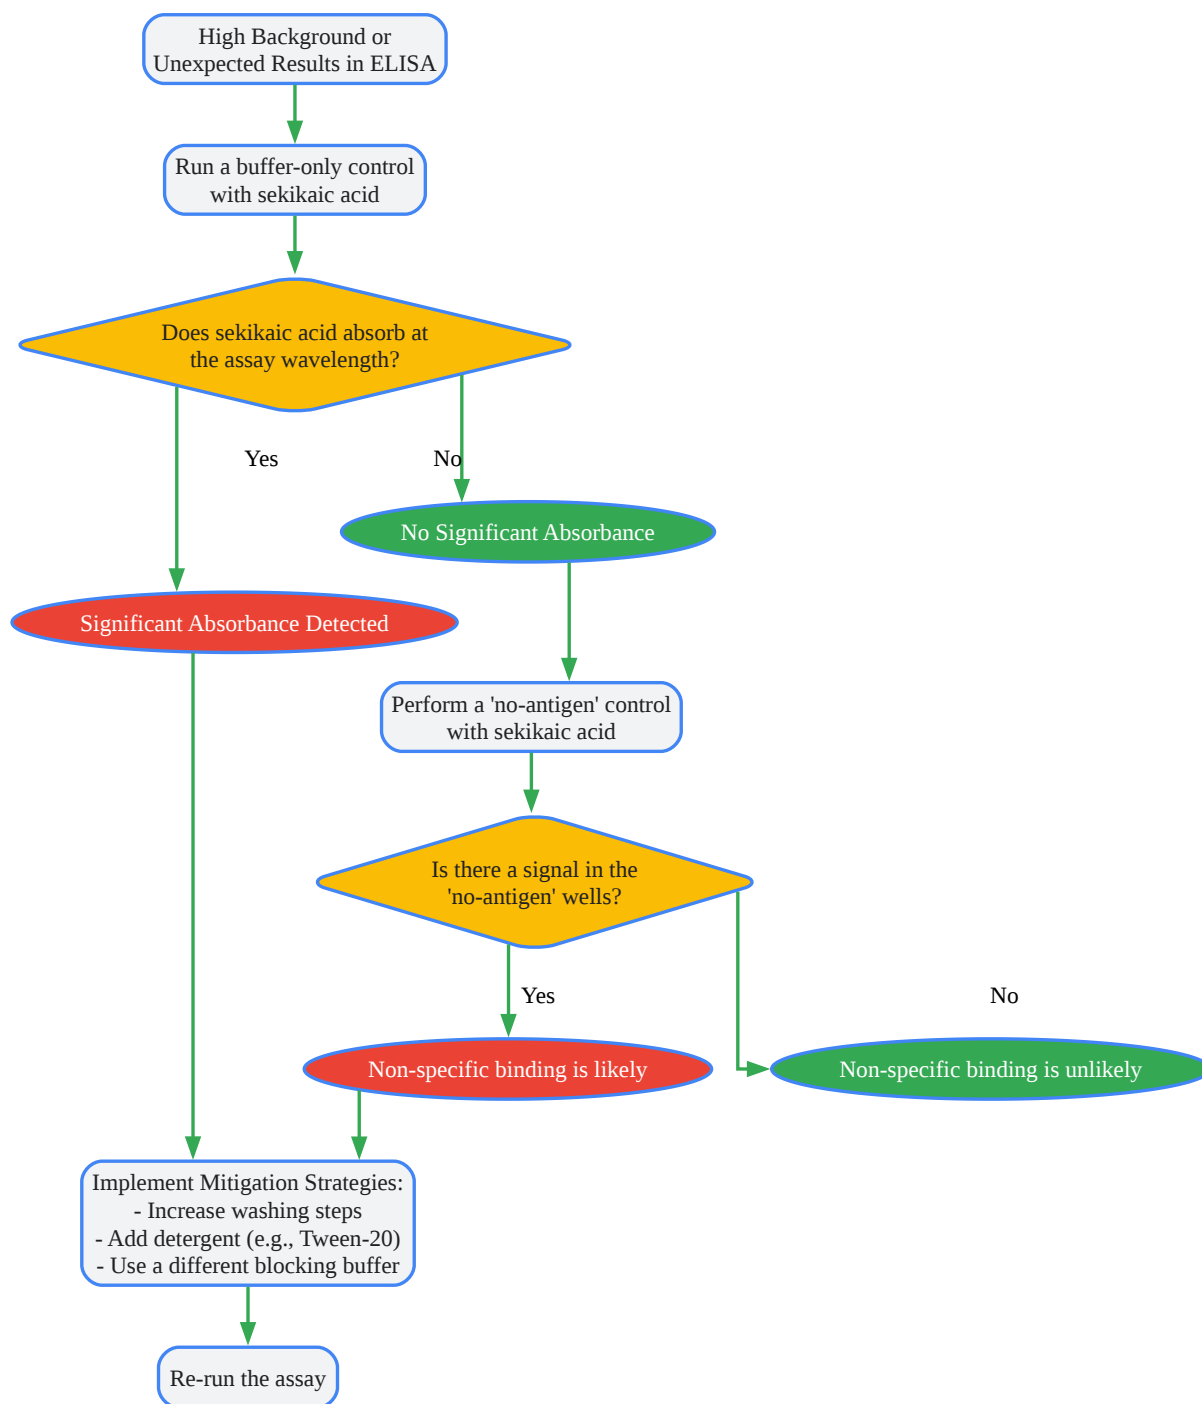 High Background or
Unexpected Results in ELISA
Run a buffer-only control
with sekikaic acid
Does sekikaic acid absorb at
the assay wavelength?
Yes
No
No Significant Absorbance
Significant Absorbance Detected
Perform a 'no-antigen' control
with sekikaic acid
Is there a signal in the
'no-antigen' wells?
Yes
No
Non-specific binding is likely
Non-specific binding is unlikely
Implement Mitigation Strategies:
- Increase washing steps
- Add detergent (e.g., Tween-20)
- Use a different blocking buffer
Re-run the assay